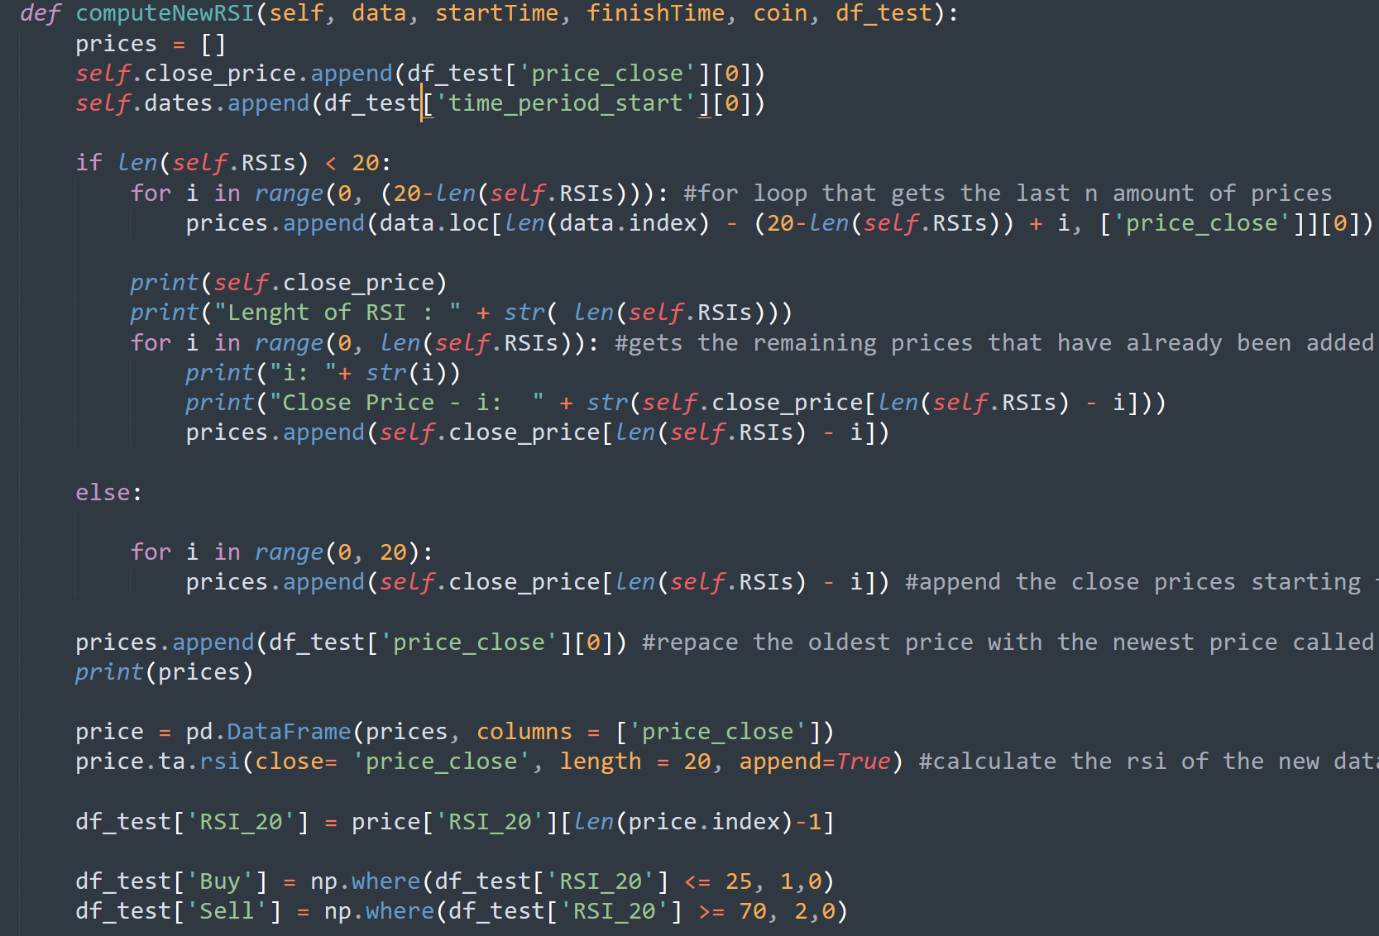 def computeNewRSI(self, data, startTime, finishTime, coin, df_test):
    prices = []
    self.close_price.append(df_test['price_close'][0])
    self.dates.append(df_test['time_period_start'][0])
    if len(self.RSIs) < 20:
        for i in range(0, (20-len(self.RSIs))): #for loop that gets the last n amount of prices
            prices.append(data.loc[len(data.index) - (20-len(self.RSIs)) + i, ['price_close']][0])
        print(self.close_price)
        print("Lenght of RSI : " + str( len(self.RSIs)))
        for i in range(0, len(self.RSIs)): #gets the remaining prices that have already been added
            print("i: "+ str(i))
            print("Close Price - i:  " + str(self.close_price[len(self.RSIs) - i]))
            prices.append(self.close_price[len(self.RSIs) - i])
    else:
        for i in range(0, 20):
            prices.append(self.close_price[len(self.RSIs) - i]) #append the close prices starting
    prices.append(df_test['price_close'][0]) #repace the oldest price with the newest price called
    print(prices)
    price = pd.DataFrame(prices, columns = ['price_close'])
    price.ta.rsi(close= 'price_close', length = 20, append=True) #calculate the rsi of the new
    df_test['RSI_20'] = price['RSI_20'][len(price.index)-1]
    df_test['Buy'] = np.where(df_test['RSI_20'] <= 25, 1,0)
    df_test['Sell'] = np.where(df_test['RSI_20'] >= 70, 2,0)